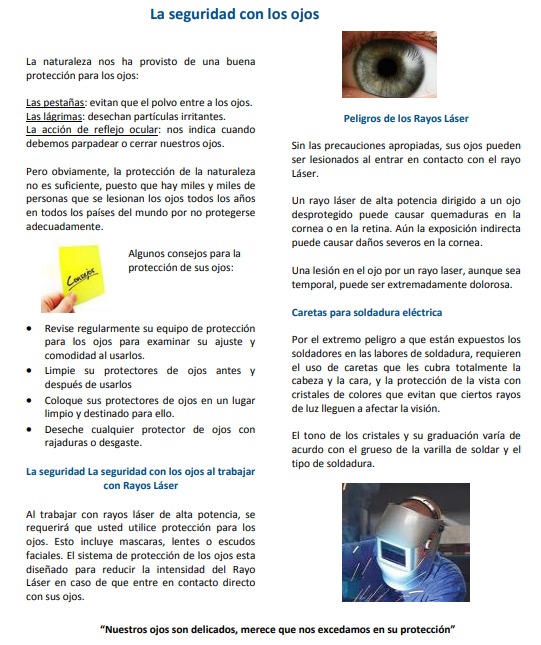 La seguridad con los ojos
La naturaleza nos ha provisto de una buena
protección para los ojos:
Las pestañas: evitan que el polvo entre a los ojos.
Las lágrimas: desechan partículas irritantes.
La acción de reflejo ocular: nos indica cuando
debemos parpadear o cerrar nuestros ojos.
Pero obviamente, la protección de la naturaleza
no es suficiente, puesto que hay miles y miles de
personas que se lesionan los ojos todos los años
en todos los países del mundo por no protegerse
adecuadamente.
Consejos
Algunos consejos para la
protección de sus ojos:
• Revise regularmente su equipo de protección
para los ojos para examinar su ajuste y
comodidad al usarlos.
• Limpie su protectores de ojos antes y
después de usarlos
• Coloque sus protectores de ojos en un lugar
limpio y destinado para ello.
• Deseche cualquier protector de ojos con
rajaduras o desgaste.
La seguridad La seguridad con los ojos al trabajar
con Rayos Láser
Al trabajar con rayos láser de alta potencia, se
requerirá que usted utilice protección para los
ojos. Esto incluye mascaras, lentes o escudos
faciales. El sistema de protección de los ojos esta
diseñado para reducir la intensidad del Rayo
Láser en caso de que entre en contacto directo
con sus ojos.
Peligros de los Rayos Láser
Sin las precauciones apropiadas, sus ojos pueden
ser lesionados al entrar en contacto con el rayo
Láser.
Un rayo láser de alta potencia dirigido a un ojo
desprotegido puede causar quemaduras en la
cornea o en la retina. Aún la exposición indirecta
puede causar daños severos en la cornea.
Una lesión en el ojo por un rayo laser, aunque sea
temporal, puede ser extremadamente dolorosa.
Caretas para soldadura eléctrica
Por el extremo peligro a que están expuestos los
soldadores en las labores de soldadura, requieren
el uso de caretas que les cubra totalmente la
cabeza y la cara, y la protección de la vista con
cristales de colores que evitan que ciertos rayos
de luz lleguen a afectar la visión.
El tono de los cristales y su graduación varía de
acurdo con el grueso de la varilla de soldar y el
tipo de soldadura.
“Nuestros ojos son delicados, merece que nos excedamos en su protección”